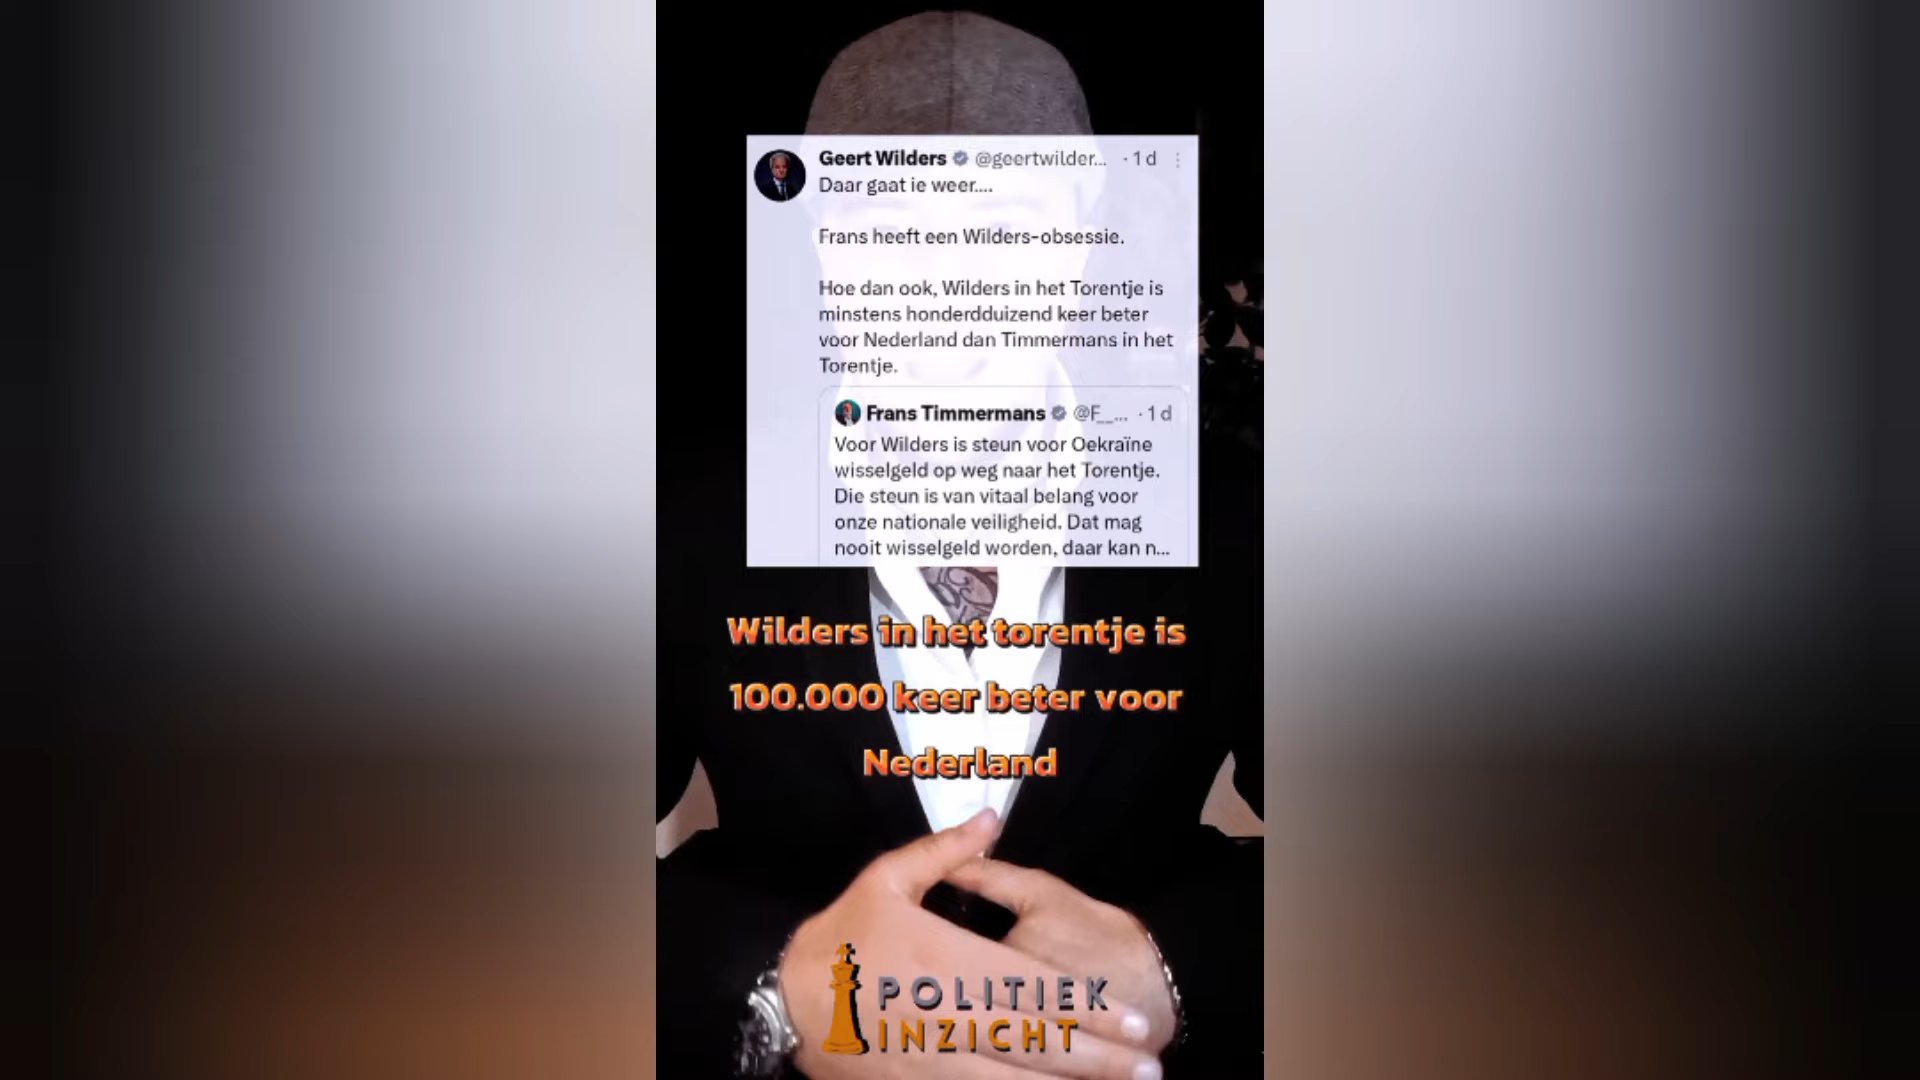 Geert Wilders @geertwilder... · 1 d
Daar gaat ie weer....
Frans heeft een Wilders-obsessie.
Hoe dan ook, Wilders in het Torentje is
minstens honderdduizend keer beter
voor Nederland dan Timmermans in het
Torentje.
Frans Timmermans @F__... · 1 d
Voor Wilders is steun voor Oekraïne
wisselgeld op weg naar het Torentje.
Die steun is van vitaal belang voor
onze nationale veiligheid. Dat mag
nooit wisselgeld worden, daar kan n...
Wilders in het torentje is
100.000 keer beter voor
Nederland
POLITIEK
INZICHT